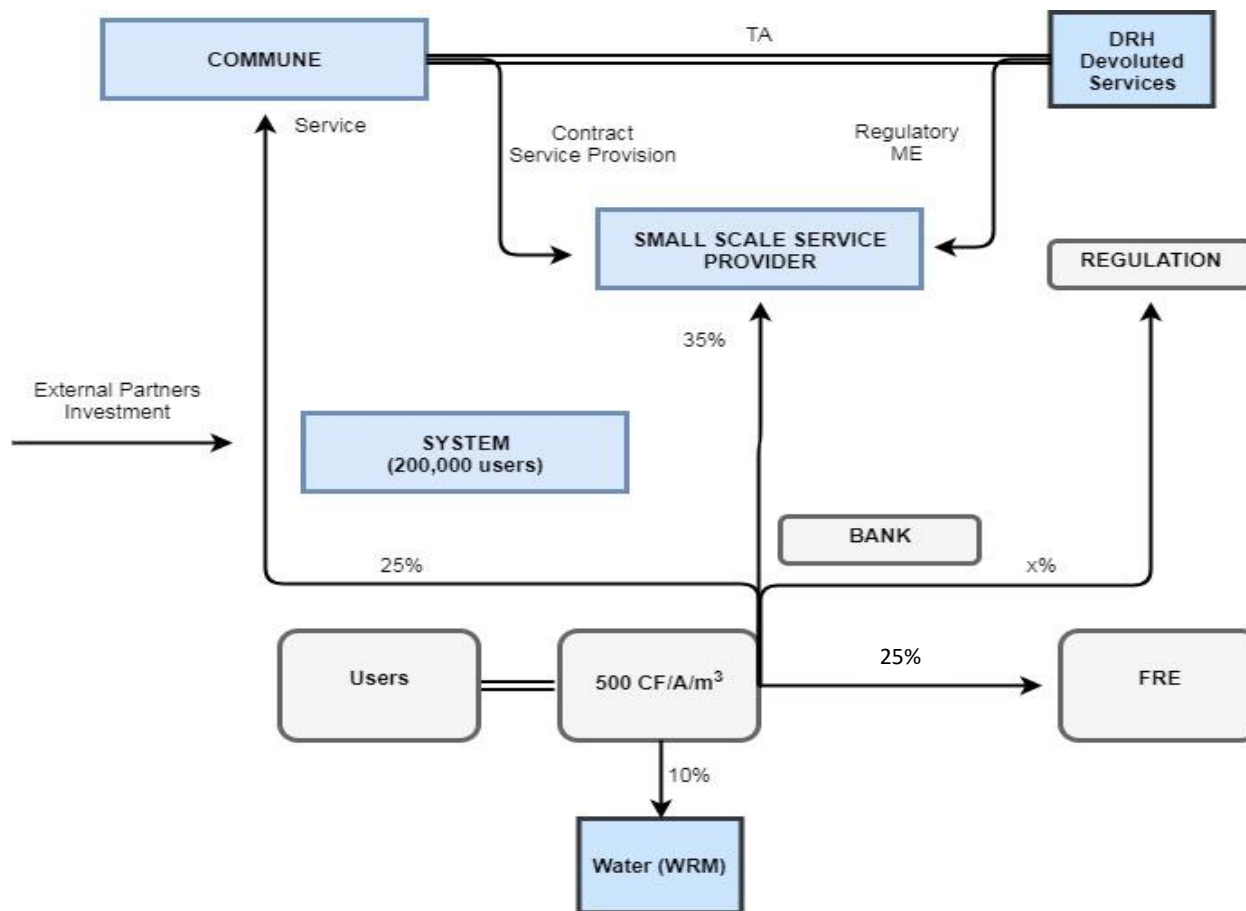 TA
COMMUNE
DRH
Devoluted
Services
Service
Contract
Service Provision
Regulatory
ME
SMALL SCALE SERVICE
PROVIDER
REGULATION
35%
External Partners
Investment
SYSTEM
(200,000 users)
BANK
25%
x%
Users
500 CF/A/m³
25%
FRE
10%
Water (WRM)